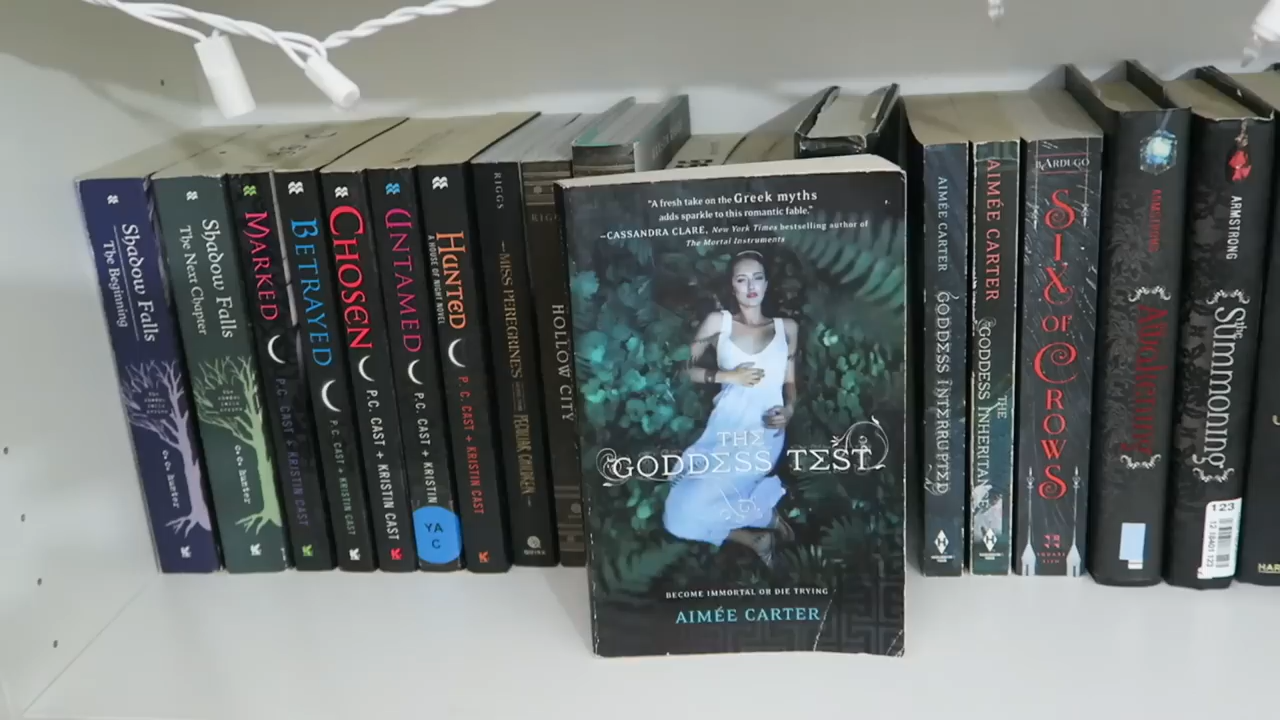 Shadow Falls
The Beginning
C.C. Hunter
Shadow Falls
The Next Chapter
C.C. Hunter
MARKED
P.C. CAST + KRISTIN CAST
BETRAYED
P.C. CAST + KRISTIN CAST
CHOSEN
P.C. CAST + KRISTIN CAST
UNTAMED
P.C. CAST + KRISTIN
YA
C
HUNTED
A HOUSE OF NIGHT NOVEL
P.C. CAST + KRISTIN CAST
RIGGS
MISS PEREGRINE'S
PECULIAR CHILDREN
QUIRK
RIGGS
HOLLOW CITY
"A fresh take on the Greek myths
adds sparkle to this romantic fable."
—CASSANDRA CLARE, New York Times bestselling author of
The Mortal Instruments
THE
GODDESS TEST
BECOME IMMORTAL OR DIE TRYING
AIMÉE CARTER
AIMÉE CARTER
GODDESS INTERRUPTED
AIMÉE CARTER
THE
GODDESS INHERITAN
BARDUGO
SIX OF CROWS
ARMSTRONG
the Awakening
ARMSTRONG
the Summoning
123